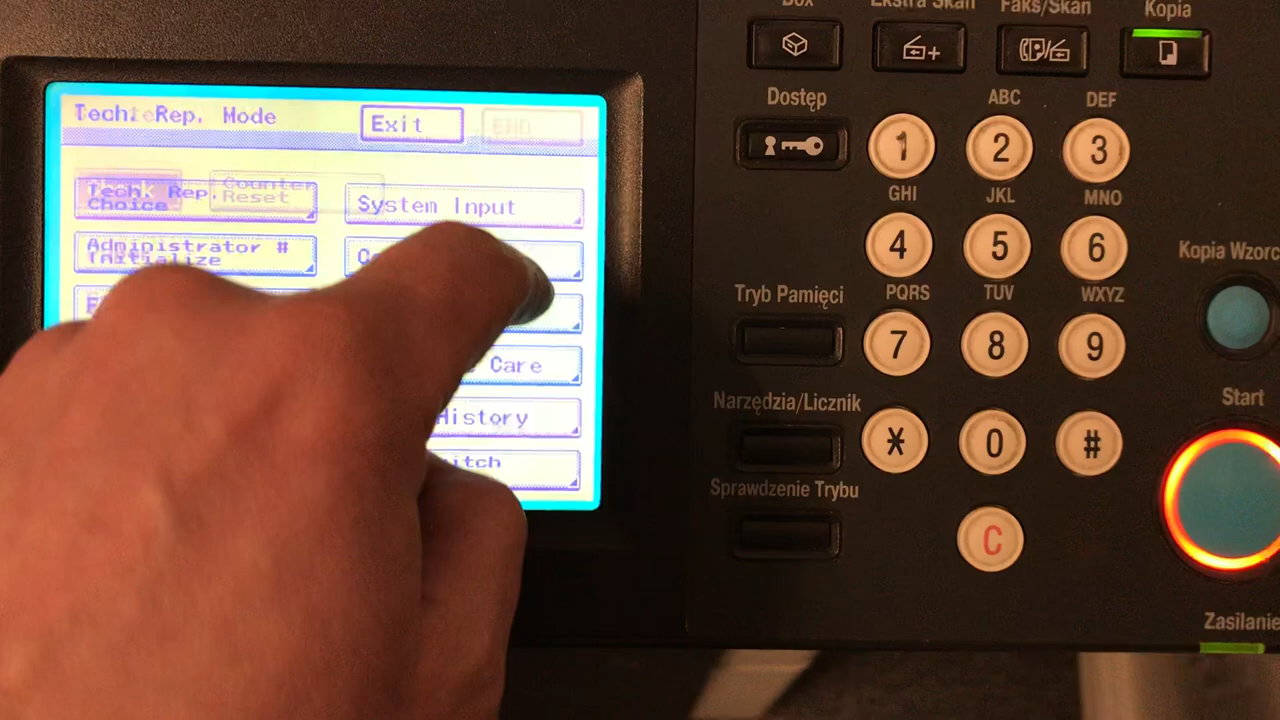 Tech. Rep. Mode
Exit
END
Counter
Reset
Tech. Rep.
Choice
System Input
Administrator #
Initialize
Care
History
Box
Ekstra Skan
Faks/Skan
Kopia
Dostęp
1
ABC
2
DEF
3
GHI
4
JKL
5
MNO
6
Kopia Wzorc
Tryb Pamięci
PQRS
7
TUV
8
WXYZ
9
Narzędzia/Licznik
*
0
#
Start
Sprawdzenie Trybu
C
Zasilanie